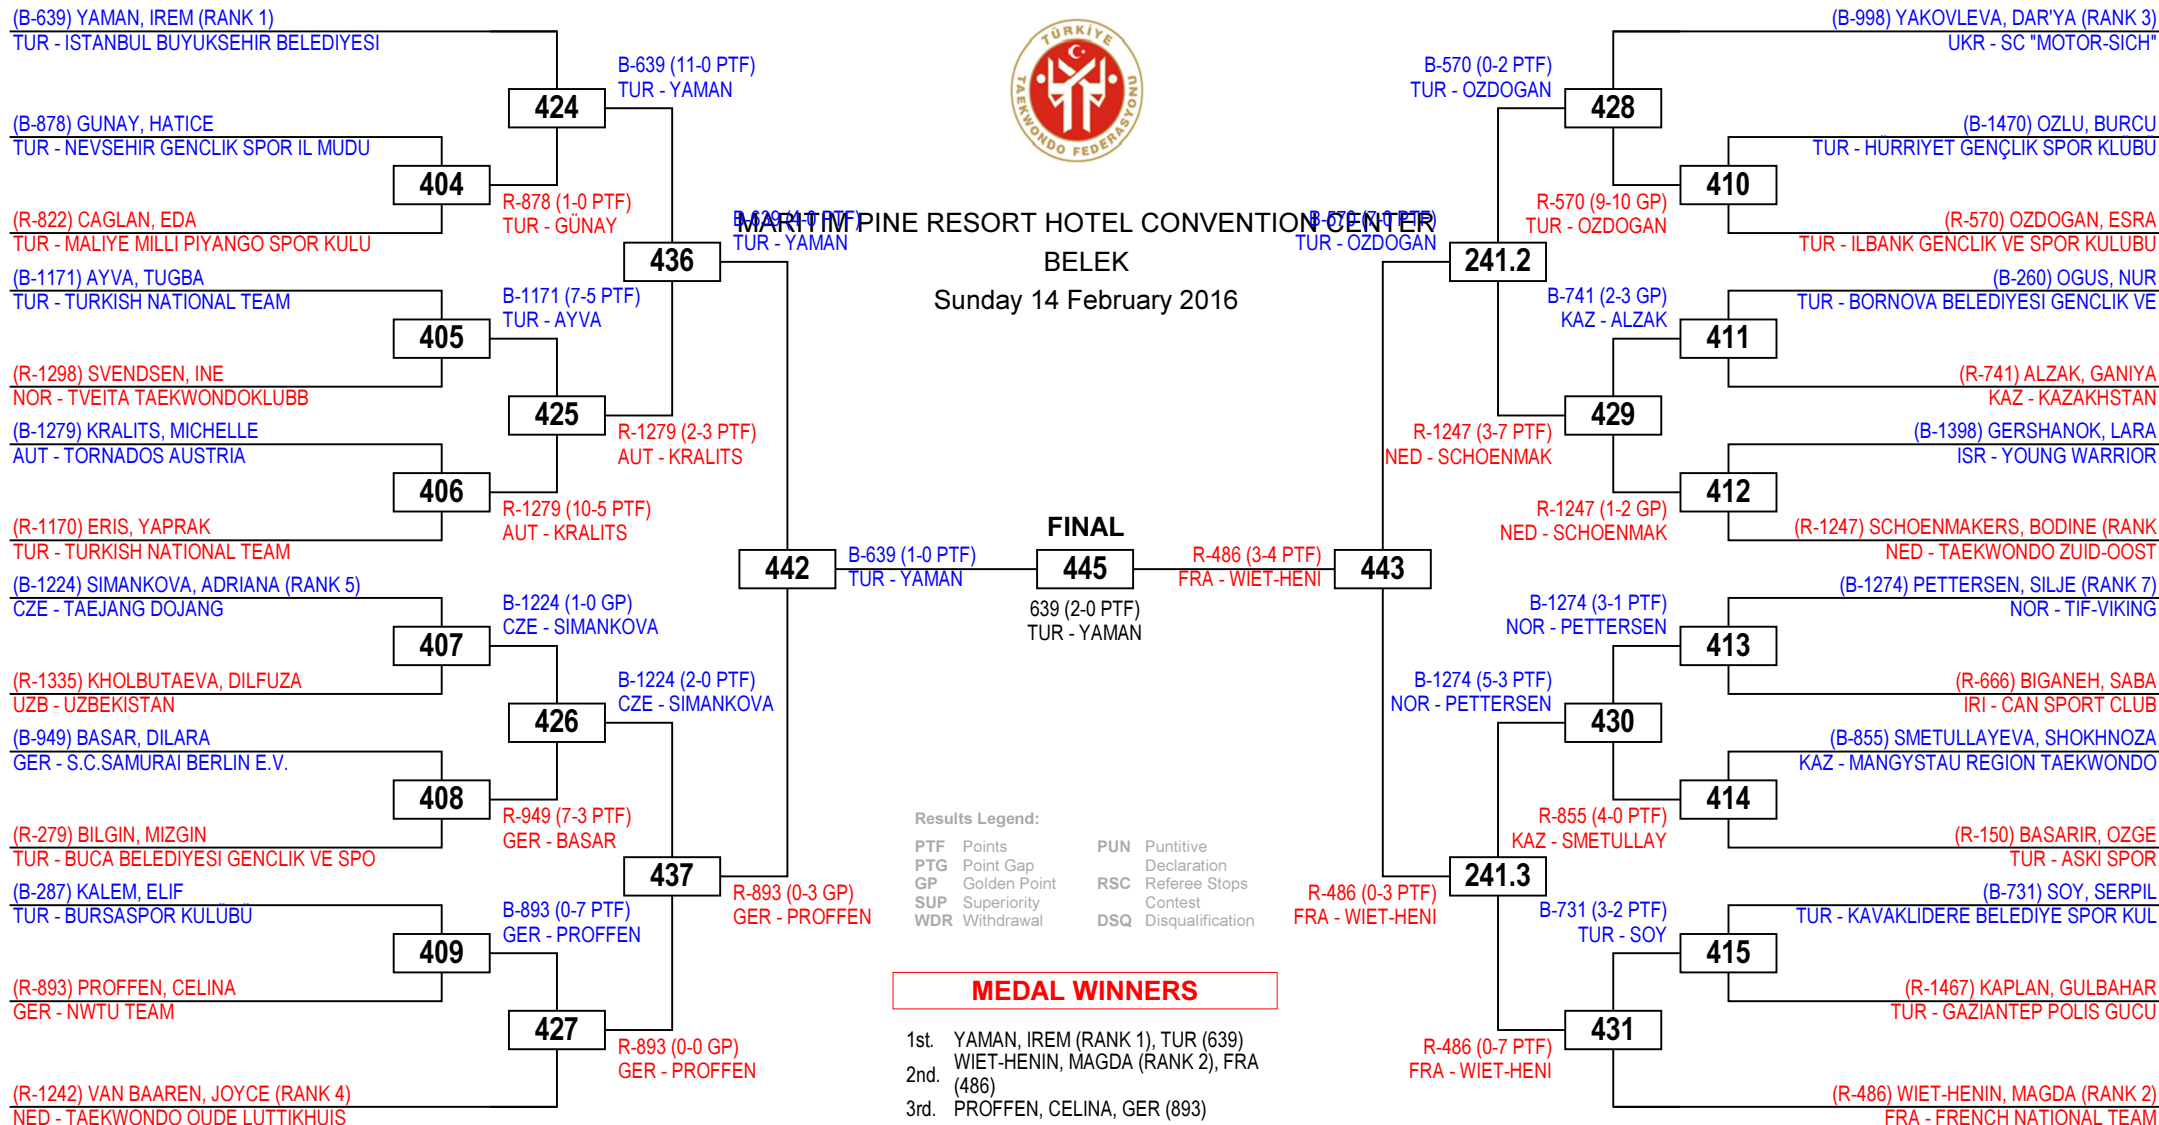 (B-639) YAMAN, IREM (RANK 1)
TUR - ISTANBUL BUYUKSEHIR BELEDIYESI
(B-878) GUNAY, HATICE
TUR - NEVSEHIR GENCLIK SPOR IL MUDU
(R-822) CAGLAN, EDA
TUR - MALIYE MILLI PIYANGO SPOR KULU
(B-1171) AYVA, TUGBA
TUR - TURKISH NATIONAL TEAM
(R-1298) SVENDSEN, INE
NOR - TVEITA TAEKWONDOKLUBB
(B-1279) KRALITS, MICHELLE
AUT - TORNADOS AUSTRIA
(R-1170) ERIS, YAPRAK
TUR - TURKISH NATIONAL TEAM
(B-1224) SIMANKOVA, ADRIANA (RANK 5)
CZE - TAEJANG DOJANG
(R-1335) KHOLBUTAEVA, DILFUZA
UZB - UZBEKISTAN
(B-949) BASAR, DILARA
GER - S.C.SAMURAI BERLIN E.V.
(R-279) BILGIN, MIZGIN
TUR - BUCA BELEDIYESI GENCLIK VE SPO
(B-287) KALEM, ELIF
TUR - BURSASPOR KULÜBÜ
(R-893) PROFFEN, CELINA
GER - NWTU TEAM
(R-1242) VAN BAAREN, JOYCE (RANK 4)
NED - TAEKWONDO OUDE LUTTIKHUIS
404
405
406
407
408
409
R-878 (1-0 PTF)
TUR - GÜNAY
B-1171 (7-5 PTF)
TUR - AYVA
R-1279 (10-5 PTF)
AUT - KRALITS
B-1224 (1-0 GP)
CZE - SIMANKOVA
R-949 (7-3 PTF)
GER - BASAR
B-893 (0-7 PTF)
GER - PROFFEN
424
425
426
427
B-639 (11-0 PTF)
TUR - YAMAN
R-1279 (2-3 PTF)
AUT - KRALITS
B-1224 (2-0 PTF)
CZE - SIMANKOVA
R-893 (0-0 GP)
GER - PROFFEN
436
437
B-639 (4-0 PTF)
TUR - YAMAN
R-893 (0-3 GP)
GER - PROFFEN
442
B-639 (1-0 PTF)
TUR - YAMAN
TÜRKİYE
TAEKWONDO FEDERASYONU
MARITIM PINE RESORT HOTEL CONVENTION CENTER
BELEK
Sunday 14 February 2016
FINAL
445
639 (2-0 PTF)
TUR - YAMAN
Results Legend:
PTF Points
PTG Point Gap
GP Golden Point
SUP Superiority
WDR Withdrawal
PUN Puntitive
Declaration
RSC Referee Stops
Contest
DSQ Disqualification
MEDAL WINNERS
1st. YAMAN, IREM (RANK 1), TUR (639)
2nd. WIET-HENIN, MAGDA (RANK 2), FRA
(486)
3rd. PROFFEN, CELINA, GER (893)
R-486 (3-4 PTF)
FRA - WIET-HENI
443
B-570 (7-0 PTF)
TUR - OZDOGAN
R-486 (0-3 PTF)
FRA - WIET-HENI
241.2
241.3
B-570 (0-2 PTF)
TUR - OZDOGAN
R-1247 (3-7 PTF)
NED - SCHOENMAK
B-1274 (5-3 PTF)
NOR - PETTERSEN
R-486 (0-7 PTF)
FRA - WIET-HENI
428
429
430
431
R-570 (9-10 GP)
TUR - OZDOGAN
B-741 (2-3 GP)
KAZ - ALZAK
R-1247 (1-2 GP)
NED - SCHOENMAK
B-1274 (3-1 PTF)
NOR - PETTERSEN
R-855 (4-0 PTF)
KAZ - SMETULLAY
B-731 (3-2 PTF)
TUR - SOY
410
411
412
413
414
415
(B-998) YAKOVLEVA, DAR'YA (RANK 3)
UKR - SC "MOTOR-SICH"
(B-1470) OZLU, BURCU
TUR - HÜRRIYET GENÇLIK SPOR KLÜBÜ
(R-570) OZDOGAN, ESRA
TUR - ILBANK GENCLIK VE SPOR KULUBU
(B-260) OGUS, NUR
TUR - BORNOVA BELEDIYESI GENCLIK VE
(R-741) ALZAK, GANIYA
KAZ - KAZAKHSTAN
(B-1398) GERSHANOK, LARA
ISR - YOUNG WARRIOR
(R-1247) SCHOENMAKERS, BODINE (RANK
NED - TAEKWONDO ZUID-OOST
(B-1274) PETTERSEN, SILJE (RANK 7)
NOR - TIF-VIKING
(R-666) BIGANEH, SABA
IRI - CAN SPORT CLUB
(B-855) SMETULLAYEVA, SHOKHNOZA
KAZ - MANGYSTAU REGION TAEKWONDO
(R-150) BASARIR, OZGE
TUR - ASKI SPOR
(B-731) SOY, SERPIL
TUR - KAVAKLIDERE BELEDIYE SPOR KUL
(R-1467) KAPLAN, GULBAHAR
TUR - GAZIANTEP POLIS GUCU
(R-486) WIET-HENIN, MAGDA (RANK 2)
FRA - FRENCH NATIONAL TEAM